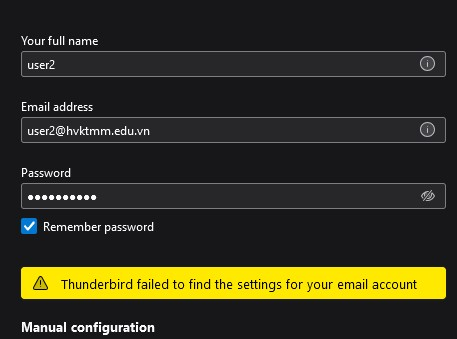 Your full name
user2
Email address
user2@hvktmm.edu.vn
Password
Remember password
Thunderbird failed to find the settings for your email account
Manual configuration